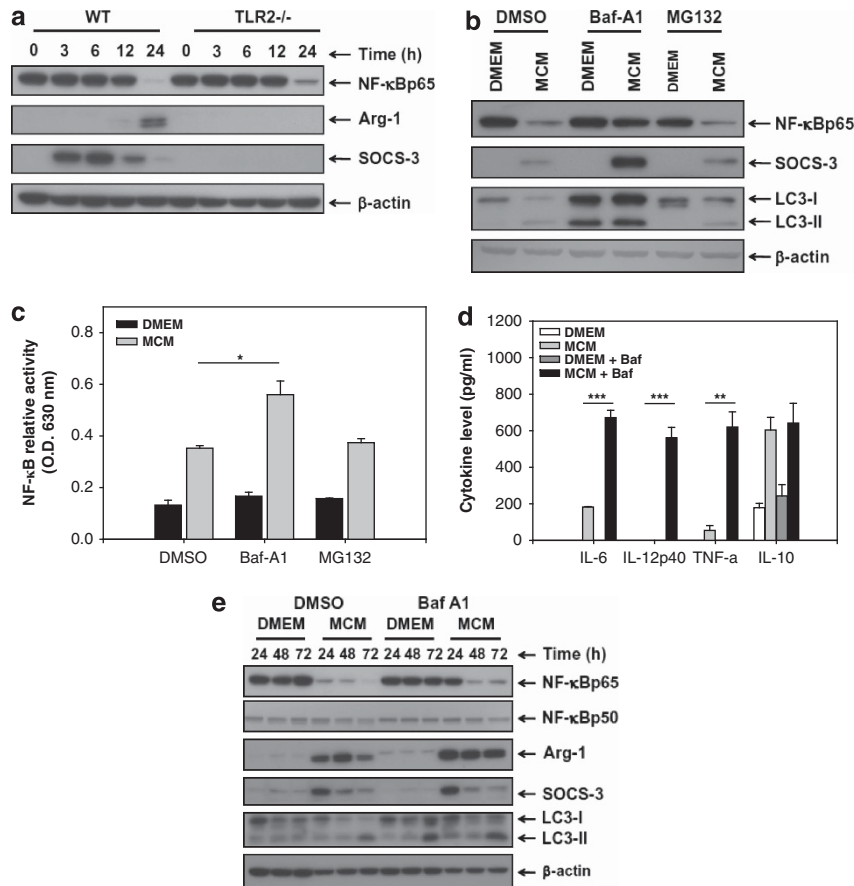 a
WT TLR2-/-
0 3 6 12 24 0 3 6 12 24 ← Time (h)
← NF-κBp65
← Arg-1
← SOCS-3
← β-actin
b
DMSO Baf-A1 MG132
DMEM MCM DMEM MCM DMEM MCM
← NF-κBp65
← SOCS-3
← LC3-I
← LC3-II
← β-actin
c
NF-κB relative activity
(O.D. 630 nm)
0.8
0.6
0.4
0.2
0.0
DMEM
MCM
*
DMSO Baf-A1 MG132
d
Cytokine level (pg/ml)
1200
1000
800
600
400
200
0
DMEM
MCM
DMEM + Baf
MCM + Baf
*** *** **
IL-6 IL-12p40 TNF-a IL-10
e
DMSO Baf A1
DMEM MCM DMEM MCM
24 48 72 24 48 72 24 48 72 24 48 72 ← Time (h)
← NF-κBp65
← NF-κBp50
← Arg-1
← SOCS-3
← LC3-I
← LC3-II
← β-actin